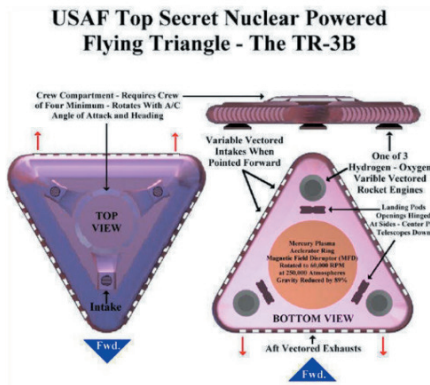 USAF Top Secret Nuclear Powered
Flying Triangle - The TR-3B
Crew Compartment - Requires Crew
of Four Minimum - Rotates With A/C
Angle of Attack and Heading
Variable Vectored
Intakes When
Pointed Forward
One of 3
Hydrogen - Oxygen
Varible Vectored
Rocket Engines
TOP
VIEW
Intake
Fwd.
Landing Pods
Openings Hinged
At Sides - Center
Telescopes Down
Mercury Plasma
Accelerator Ring
Magnetic Field Disruptor (MFD)
Rotated to 60,000 RPM
at 250,000 Atmospheres
Gravity Reduced by 89%
BOTTOM VIEW
Aft Vectored Exhausts
Fwd.